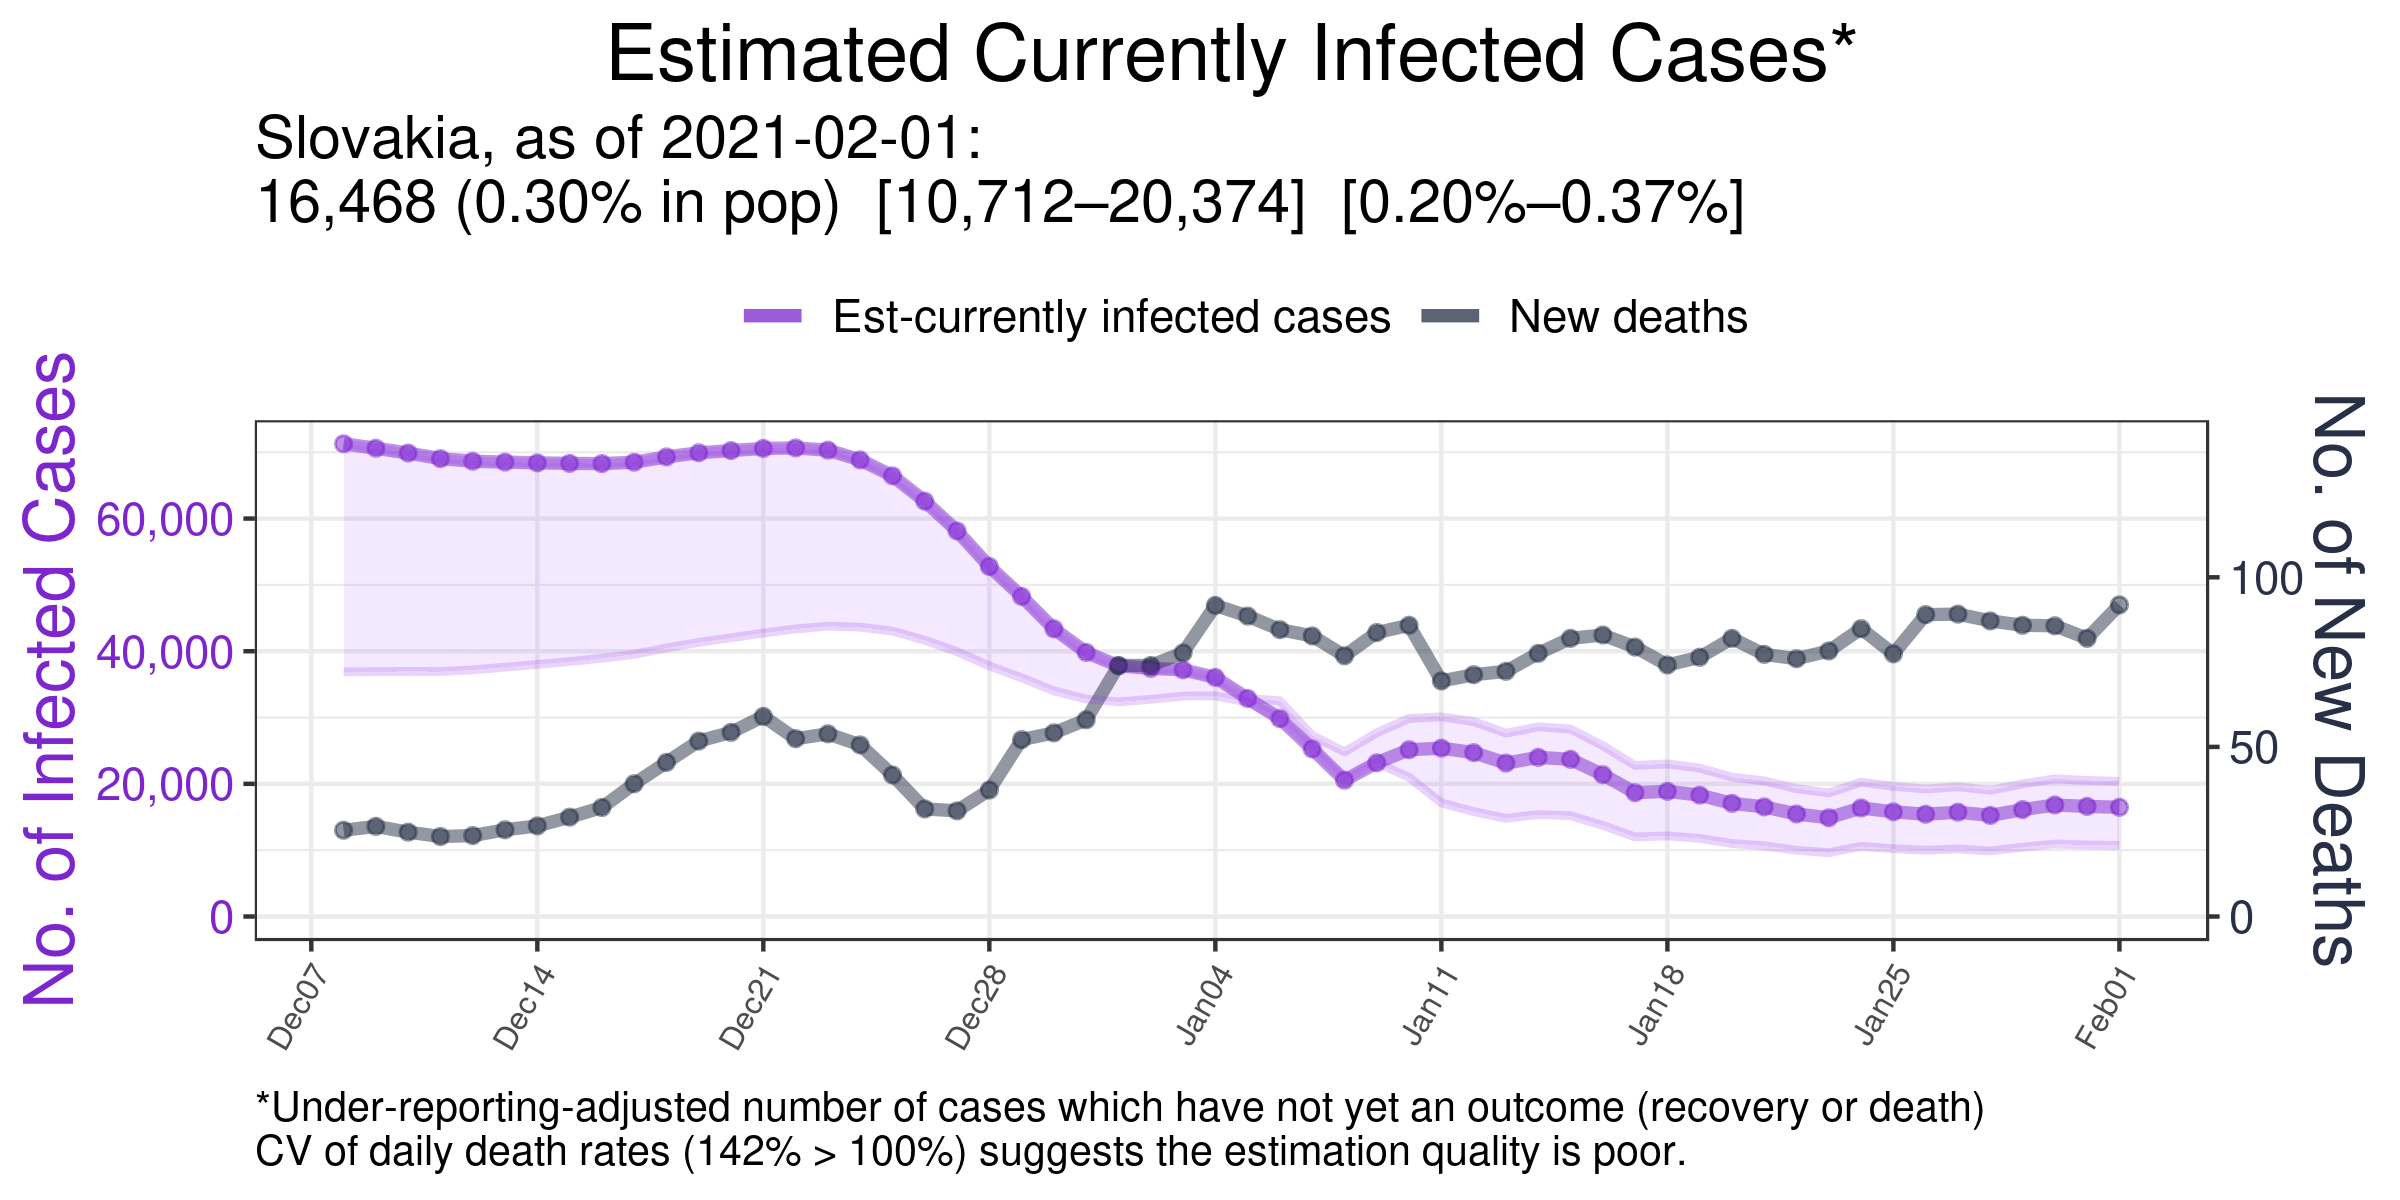 Estimated Currently Infected Cases*
Slovakia, as of 2021-02-01:
16,468 (0.30% in pop)  [10,712–20,374]  [0.20%–0.37%]
Est-currently infected cases
New deaths
No. of Infected Cases
60,000
40,000
20,000
0
100
50
0
No. of New Deaths
Dec07
Dec14
Dec21
Dec28
Jan04
Jan11
Jan18
Jan25
Feb01
*Under-reporting-adjusted number of cases which have not yet an outcome (recovery or death)
CV of daily death rates (142% > 100%) suggests the estimation quality is poor.